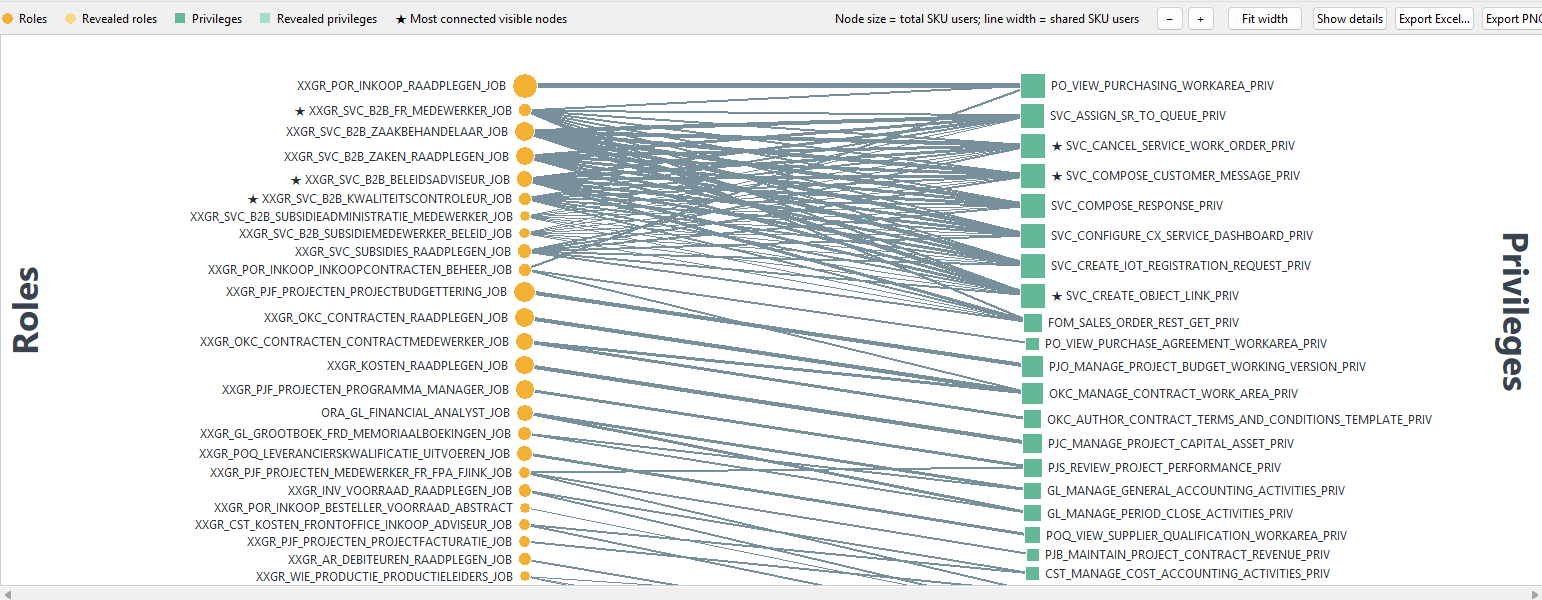 Roles Revealed roles Privileges Revealed privileges ★ Most connected visible nodes Node size = total SKU users; line width = shared SKU users − + Fit width Show details Export Excel... Export PNG
Roles
XXGR_POR_INKOOP_RAADPLEGEN_JOB
★ XXGR_SVC_B2B_FR_MEDEWERKER_JOB
XXGR_SVC_B2B_ZAAKBEHANDELAAR_JOB
XXGR_SVC_B2B_ZAKEN_RAADPLEGEN_JOB
★ XXGR_SVC_B2B_BELEIDSADVISEUR_JOB
★ XXGR_SVC_B2B_KWALITEITSCONTROLEUR_JOB
XXGR_SVC_B2B_SUBSIDIEADMINISTRATIE_MEDEWERKER_JOB
XXGR_SVC_B2B_SUBSIDIEMEDEWERKER_BELEID_JOB
XXGR_SVC_SUBSIDIES_RAADPLEGEN_JOB
XXGR_POR_INKOOP_INKOOPCONTRACTEN_BEHEER_JOB
XXGR_PJF_PROJECTEN_PROJECTBUDGETTERING_JOB
XXGR_OKC_CONTRACTEN_RAADPLEGEN_JOB
XXGR_OKC_CONTRACTEN_CONTRACTMEDEWERKER_JOB
XXGR_KOSTEN_RAADPLEGEN_JOB
XXGR_PJF_PROJECTEN_PROGRAMMA_MANAGER_JOB
ORA_GL_FINANCIAL_ANALYST_JOB
XXGR_GL_GROOTBOEK_FRD_MEMORIAALBOEKINGEN_JOB
XXGR_POQ_LEVERANCIERSKWALIFICATIE_UITVOEREN_JOB
XXGR_PJF_PROJECTEN_MEDEWERKER_FR_FPA_FJINK_JOB
XXGR_INV_VOORRAAD_RAADPLEGEN_JOB
XXGR_POR_INKOOP_BESTELLER_VOORRAAD_ABSTRACT
XXGR_CST_KOSTEN_FRONTOFFICE_INKOOP_ADVISEUR_JOB
XXGR_PJF_PROJECTEN_PROJECTFACTURATIE_JOB
XXGR_AR_DEBITEUREN_RAADPLEGEN_JOB
XXGR_WIE_PRODUCTIE_PRODUCTIELEIDERS_JOB
PO_VIEW_PURCHASING_WORKAREA_PRIV
SVC_ASSIGN_SR_TO_QUEUE_PRIV
★ SVC_CANCEL_SERVICE_WORK_ORDER_PRIV
★ SVC_COMPOSE_CUSTOMER_MESSAGE_PRIV
SVC_COMPOSE_RESPONSE_PRIV
SVC_CONFIGURE_CX_SERVICE_DASHBOARD_PRIV
SVC_CREATE_IOT_REGISTRATION_REQUEST_PRIV
★ SVC_CREATE_OBJECT_LINK_PRIV
FOM_SALES_ORDER_REST_GET_PRIV
PO_VIEW_PURCHASE_AGREEMENT_WORKAREA_PRIV
PJO_MANAGE_PROJECT_BUDGET_WORKING_VERSION_PRIV
OKC_MANAGE_CONTRACT_WORK_AREA_PRIV
OKC_AUTHOR_CONTRACT_TERMS_AND_CONDITIONS_TEMPLATE_PRIV
PJC_MANAGE_PROJECT_CAPITAL_ASSET_PRIV
PJS_REVIEW_PROJECT_PERFORMANCE_PRIV
GL_MANAGE_GENERAL_ACCOUNTING_ACTIVITIES_PRIV
GL_MANAGE_PERIOD_CLOSE_ACTIVITIES_PRIV
POQ_VIEW_SUPPLIER_QUALIFICATION_WORKAREA_PRIV
PJB_MAINTAIN_PROJECT_CONTRACT_REVENUE_PRIV
CST_MANAGE_COST_ACCOUNTING_ACTIVITIES_PRIV
Privileges